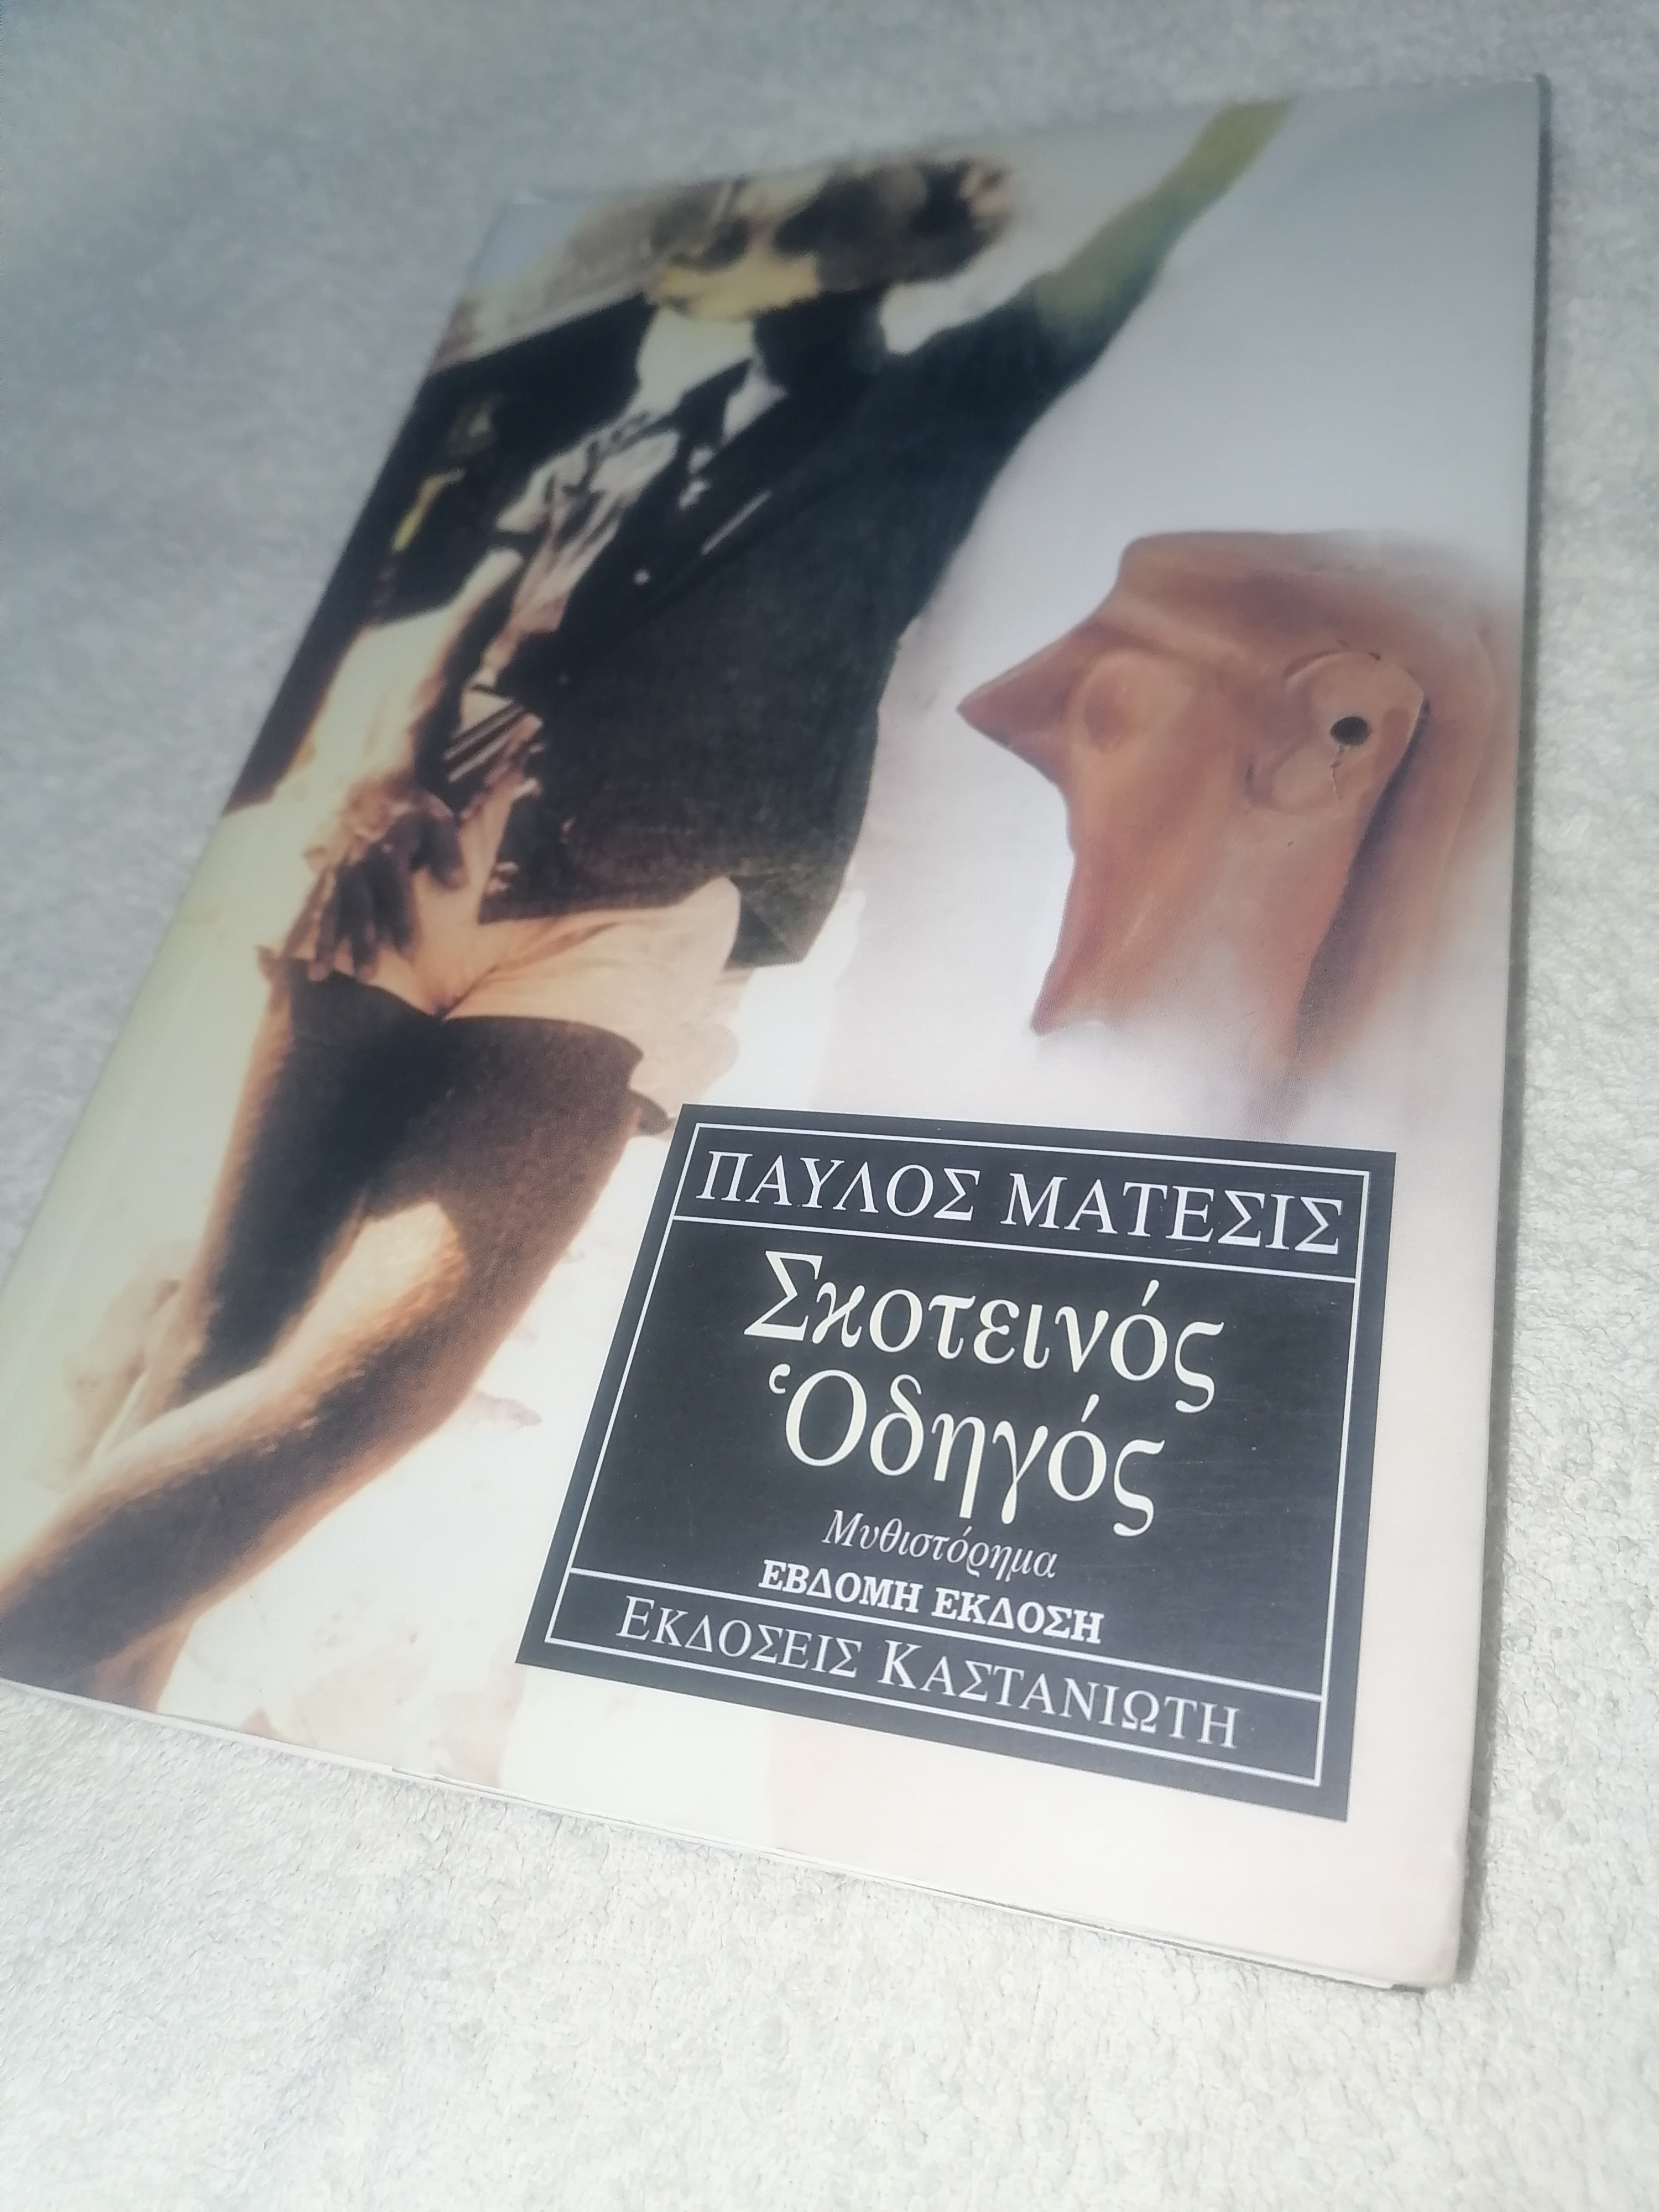 ΠΑΥΛΟΣ ΜΑΤΕΣΙΣ
Σκοτεινός
Ὁδηγός
Μυθιστόρημα
ΕΒΔΟΜΗ ΕΚΔΟΣΗ
ΕΚΔΟΣΕΙΣ ΚΑΣΤΑΝΙΩΤΗ